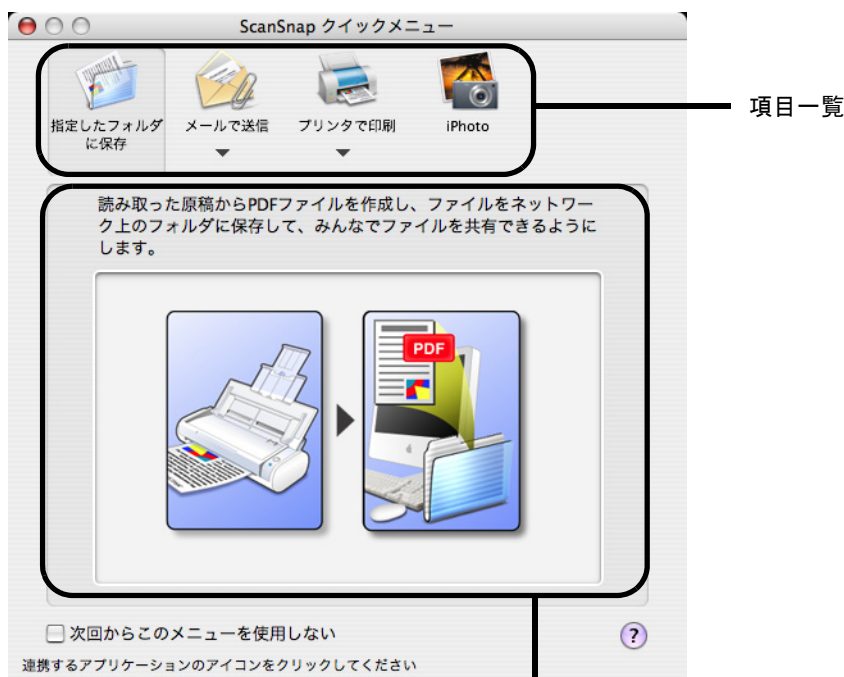 ScanSnap クイックメニュー
指定したフォルダ
に保存
メールで送信
プリンタで印刷
iPhoto
項目一覧
読み取った原稿からPDFファイルを作成し、ファイルをネットワー
ク上のフォルダに保存して、みんなでファイルを共有できるように
します。
PDF
次回からこのメニューを使用しない
?
連携するアプリケーションのアイコンをクリックしてください